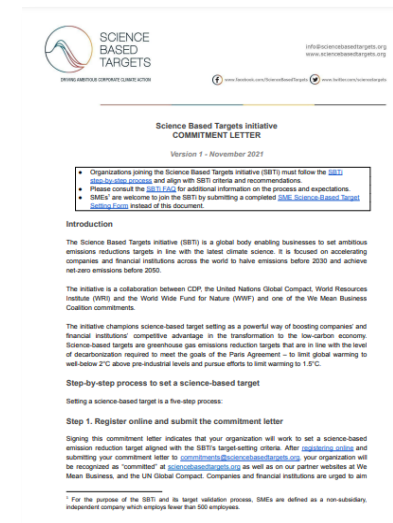 SCIENCE
BASED
TARGETS
DRIVING AMBITIOUS CORPORATE CLIMATE ACTION
info@sciencebasedtargets.org
www.sciencebasedtargets.org
www.facebook.com/ScienceBasedTargets www.twitter.com/sciencetargets
Science Based Targets initiative
COMMITMENT LETTER
Version 1 - November 2021
● Organizations joining the Science Based Targets initiative (SBTi) must follow the SBTi
step-by-step process and align with SBTi criteria and recommendations.
● Please consult the SBTi FAQ for additional information on the process and expectations.
● SMEs¹ are welcome to join the SBTi by submitting a completed SME Science-Based Target
Setting Form instead of this document.
Introduction
The Science Based Targets initiative (SBTi) is a global body enabling businesses to set ambitious
emissions reductions targets in line with the latest climate science. It is focused on accelerating
companies and financial institutions across the world to halve emissions before 2030 and achieve
net-zero emissions before 2050.
The initiative is a collaboration between CDP, the United Nations Global Compact, World Resources
Institute (WRI) and the World Wide Fund for Nature (WWF) and one of the We Mean Business
Coalition commitments.
The initiative champions science-based target setting as a powerful way of boosting companies' and
financial institutions' competitive advantage in the transformation to the low-carbon economy.
Science-based targets are greenhouse gas emissions reduction targets that are in line with the level
of decarbonization required to meet the goals of the Paris Agreement – to limit global warming to
well-below 2°C above pre-industrial levels and pursue efforts to limit warming to 1.5°C.
Step-by-step process to set a science-based target
Setting a science-based target is a five-step process:
Step 1. Register online and submit the commitment letter
Signing this commitment letter indicates that your organization will work to set a science-based
emission reduction target aligned with the SBTi's target-setting criteria. After registering online and
submitting your commitment letter to commitments@sciencebasedtargets.org, your organization will
be recognized as "committed" at sciencebasedtargets.org as well as on our partner websites at We
Mean Business, and the UN Global Compact. Companies and financial institutions are urged to aim
¹ For the purpose of the SBTi and its target validation process, SMEs are defined as a non-subsidiary,
independent company which employs fewer than 500 employees.